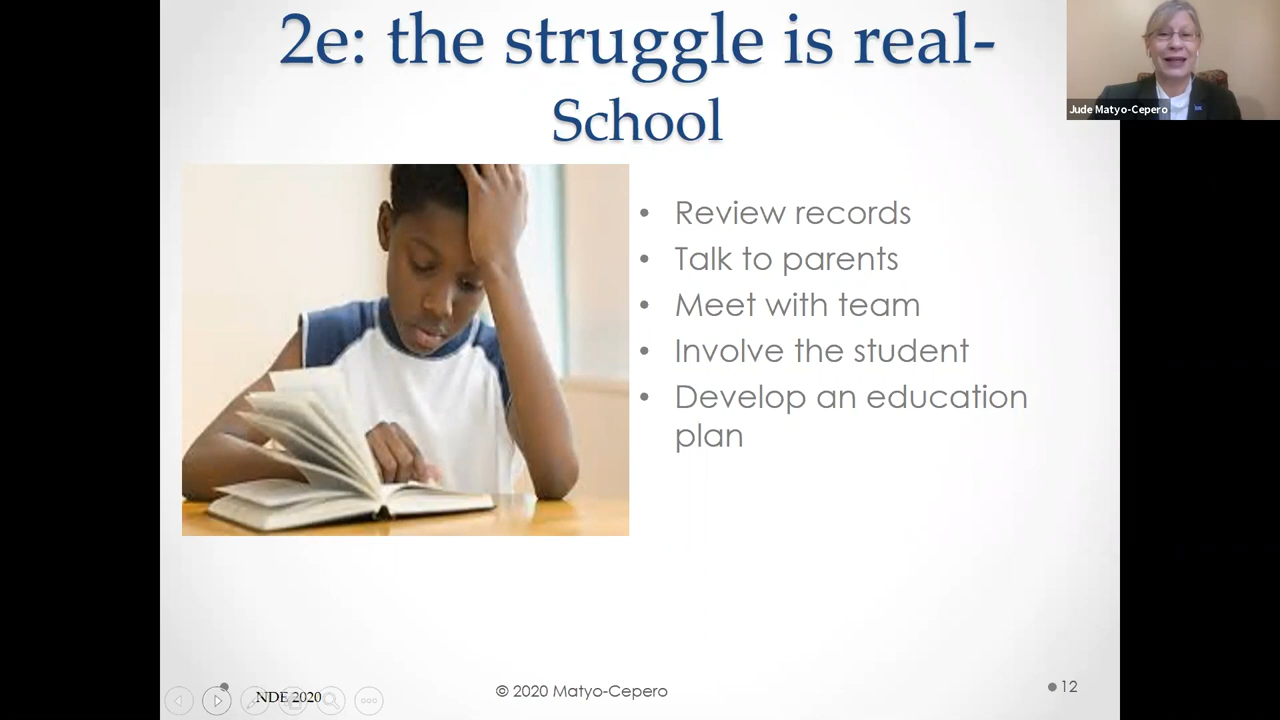 2e: the struggle is real-
School
Jude Matyo-Cepero
• Review records
• Talk to parents
• Meet with team
• Involve the student
• Develop an education
plan
NDE 2020
© 2020 Matyo-Cepero
12